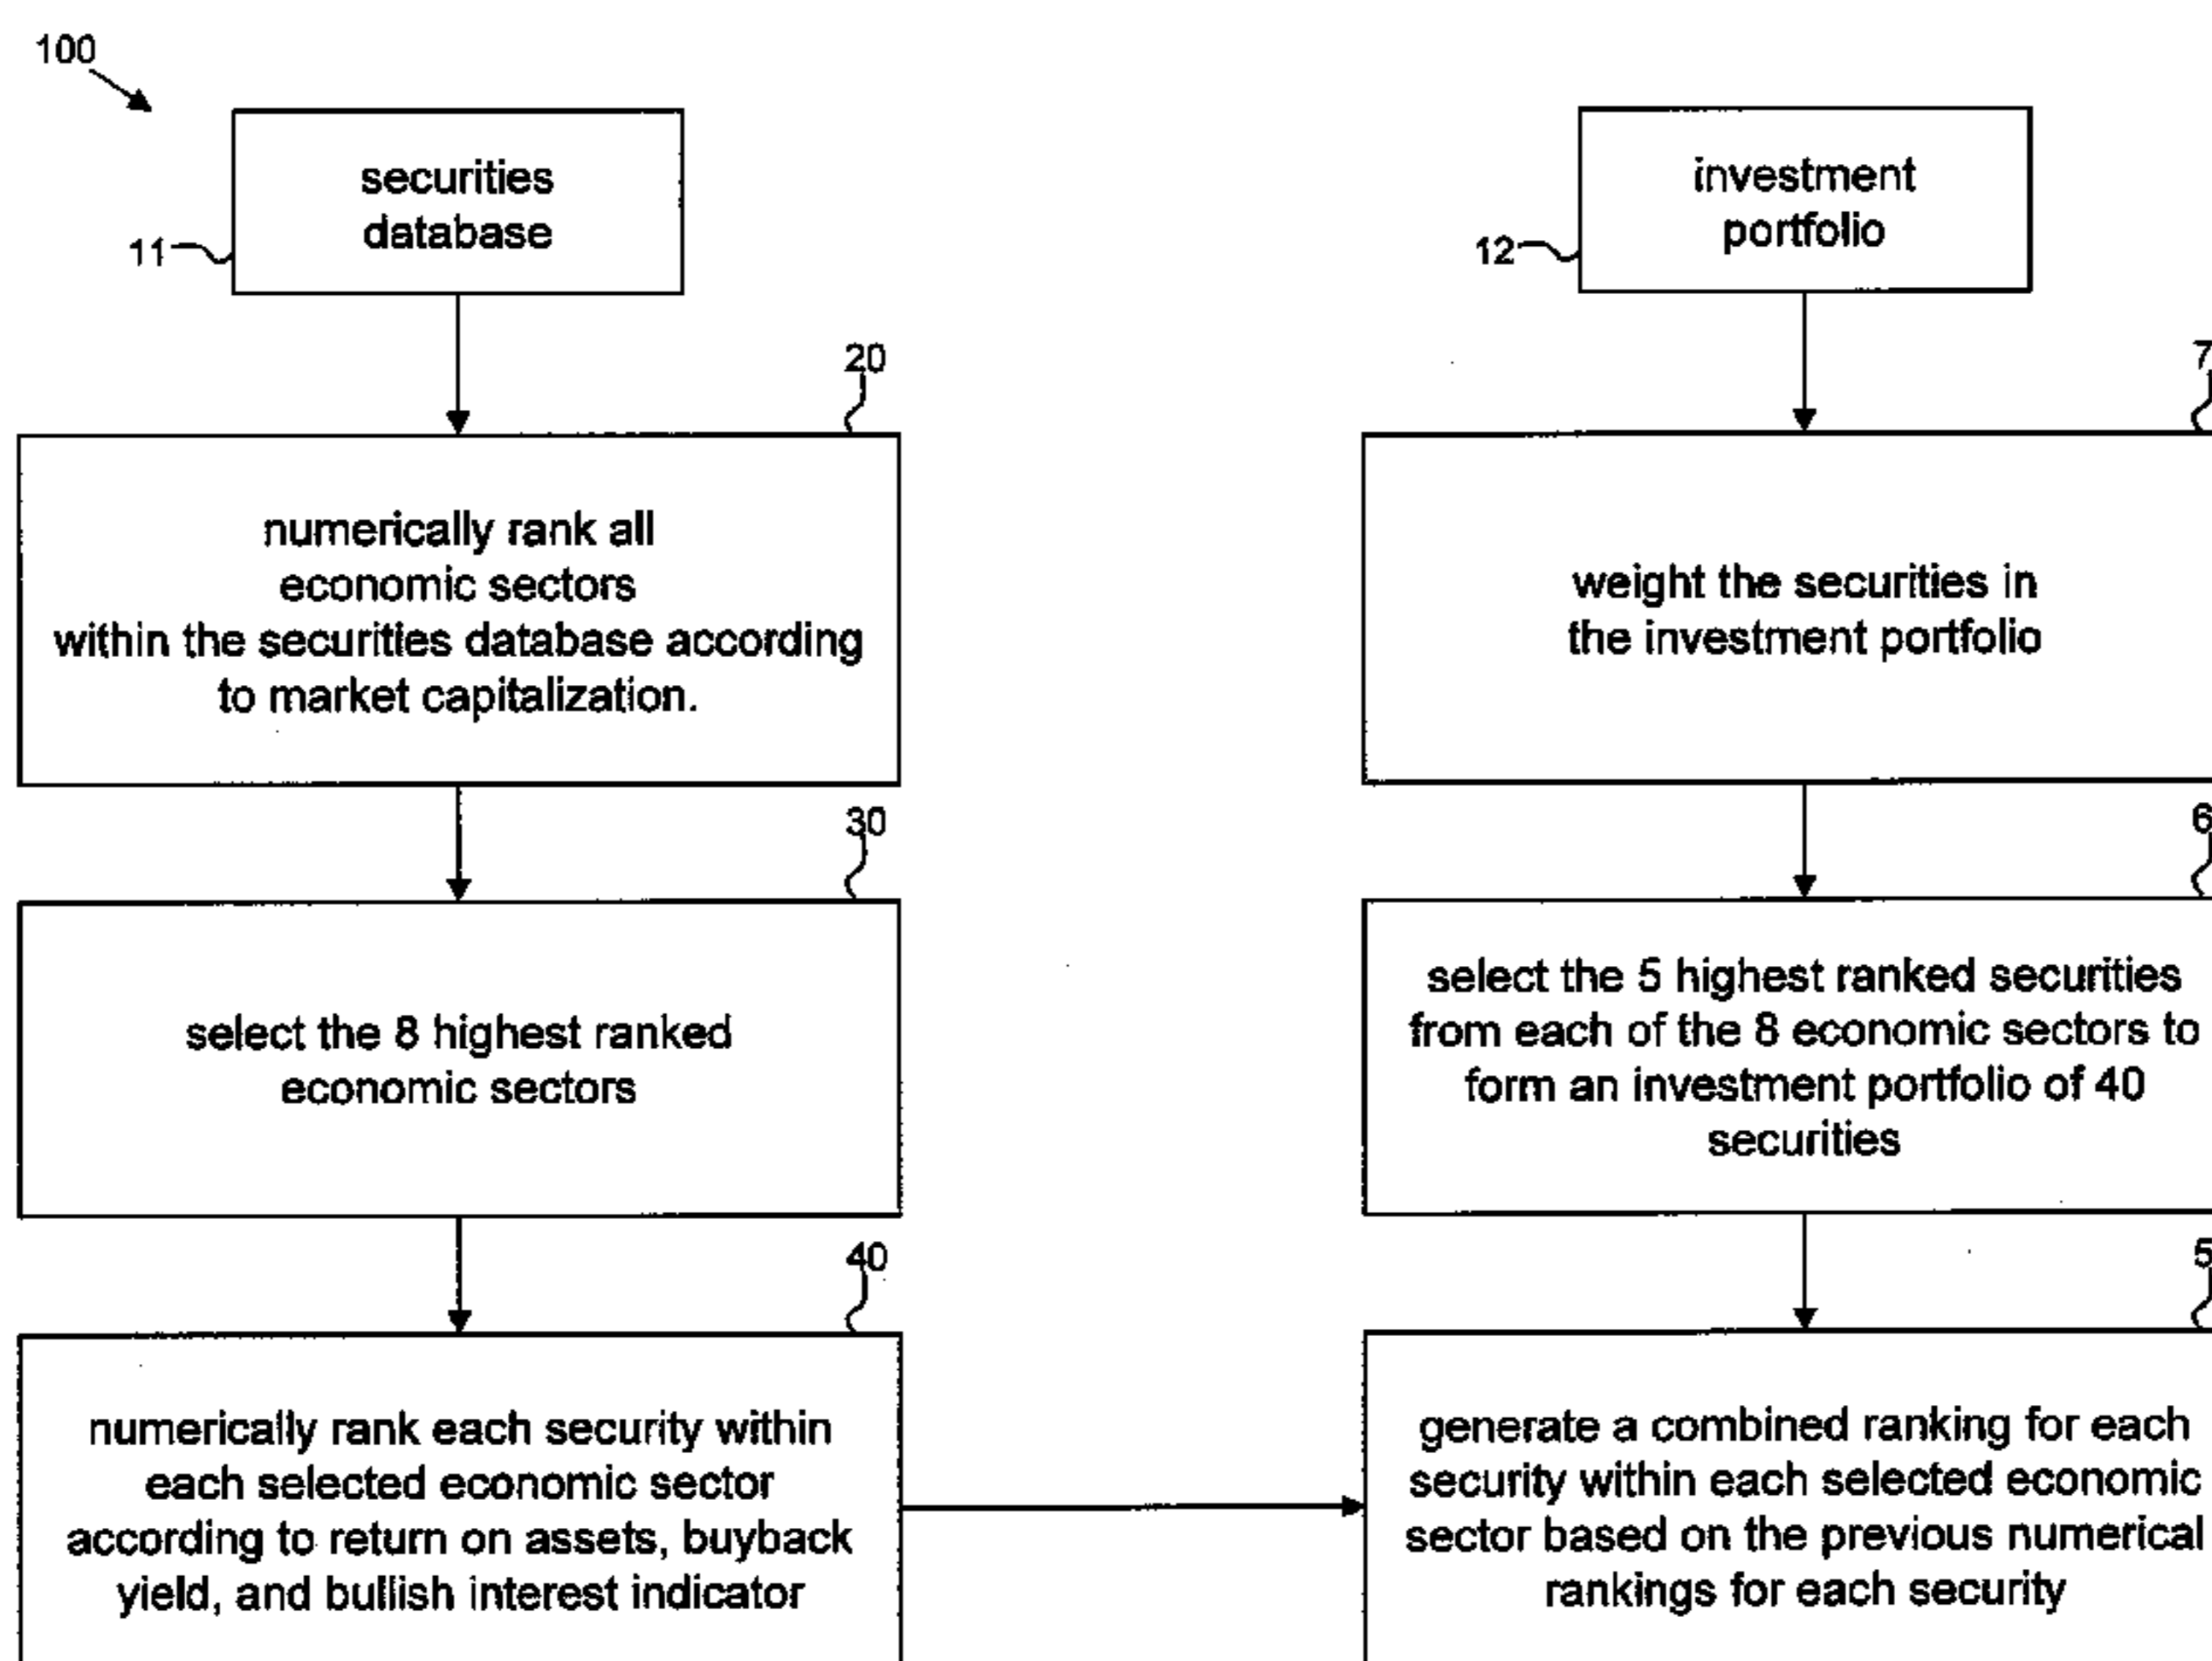 100
securities
database
11
20
numerically rank all
economic sectors
within the securities database according
to market capitalization.
30
select the 8 highest ranked
economic sectors
40
numerically rank each security within
each selected economic sector
according to return on assets, buyback
yield, and bullish interest indicator
investment
portfolio
12
7
weight the securities in
the investment portfolio
6
select the 5 highest ranked securities
from each of the 8 economic sectors to
form an investment portfolio of 40
securities
5
generate a combined ranking for each
security within each selected economic
sector based on the previous numerical
rankings for each security